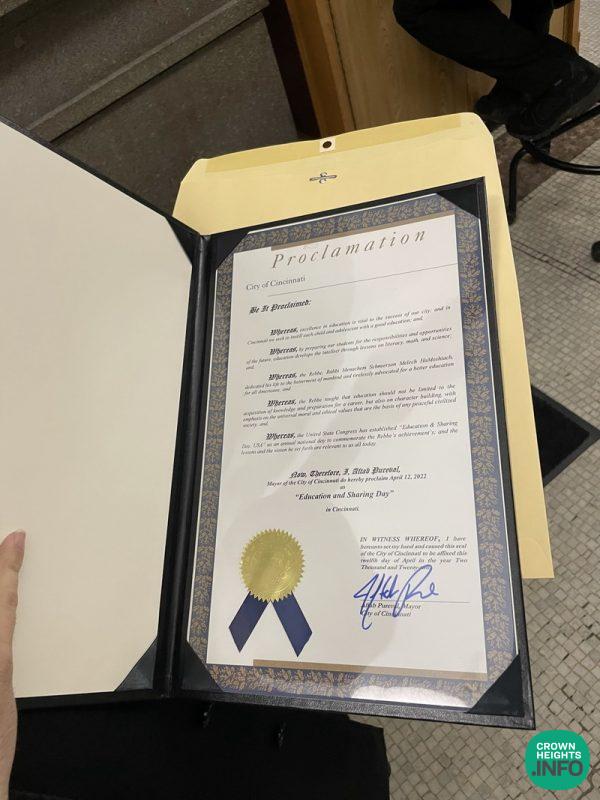 Proclamation
City of Cincinnati
Be It Proclaimed:
Whereas, excellence in education is vital to the success of our city, and in
Cincinnati we seek to instill each child and adolescent with a good education; and,
Whereas, by preparing our students for the responsibilities and opportunities
of the future, education develops the intellect through lessons on literacy, math, and science;
and,
Whereas, the Rebbe, Rabbi Menachem Schneerson Melech HaMoshiach,
dedicated his life to the betterment of mankind and tirelessly advocated for a better education
for all Americans; and
Whereas, the Rebbe taught that education should not be limited to the
acquisition of knowledge and preparation for a career, but also on character building, with
emphasis on the universal moral and ethical values that are the basis of any peaceful civilized
society, and,
Whereas, the United State Congress has established "Education & Sharing
Day, USA" as an annual national day to commemorate the Rebbe's achievement's; and the
lessons and the vision he set forth are relevant to us all today.
Now, Therefore, I, Aftab Pureval,
Mayor of the City of Cincinnati do hereby proclaim April 12, 2022
as
"Education and Sharing Day"
in Cincinnati.
IN WITNESS WHEREOF, I have
hereunto set my hand and caused this seal
of the City of Cincinnati to be affixed this
twelfth day of April in the year Two
Thousand and Twenty
Aftab Pureval, Mayor
City of Cincinnati
CROWN
HEIGHTS
.INFO